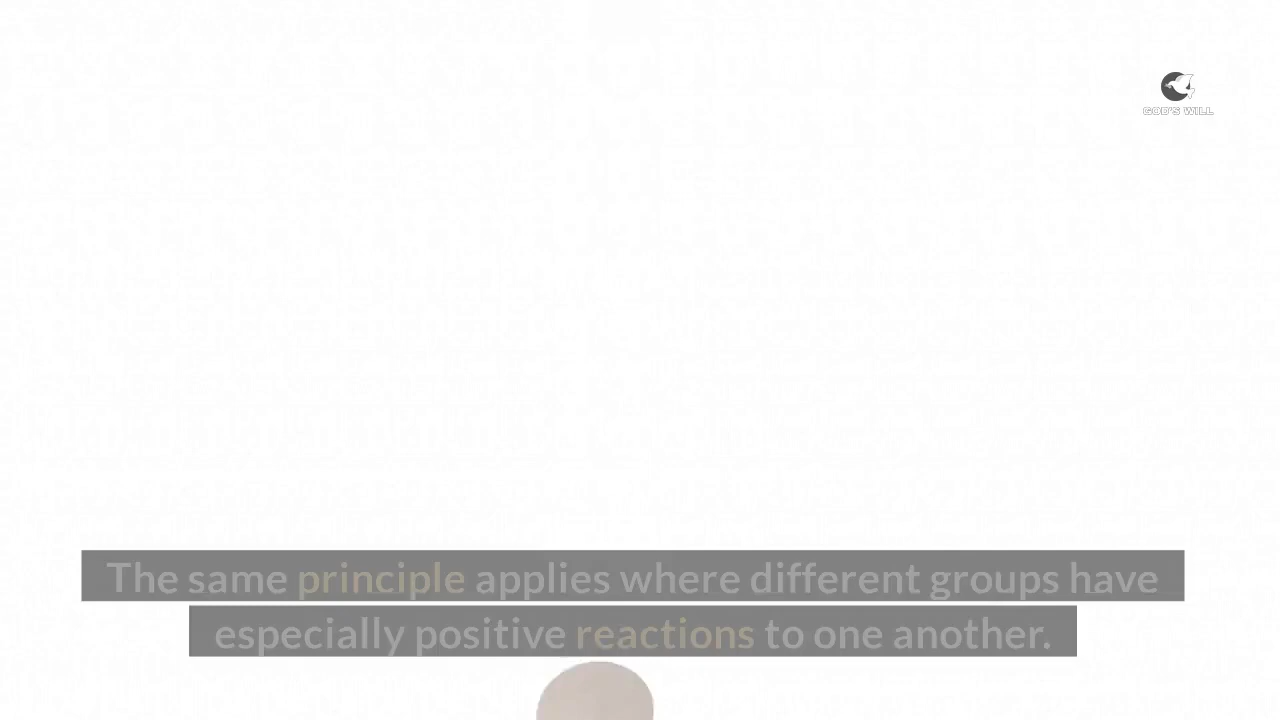 GOD'S WILL
The same principle applies where different groups have
especially positive reactions to one another.